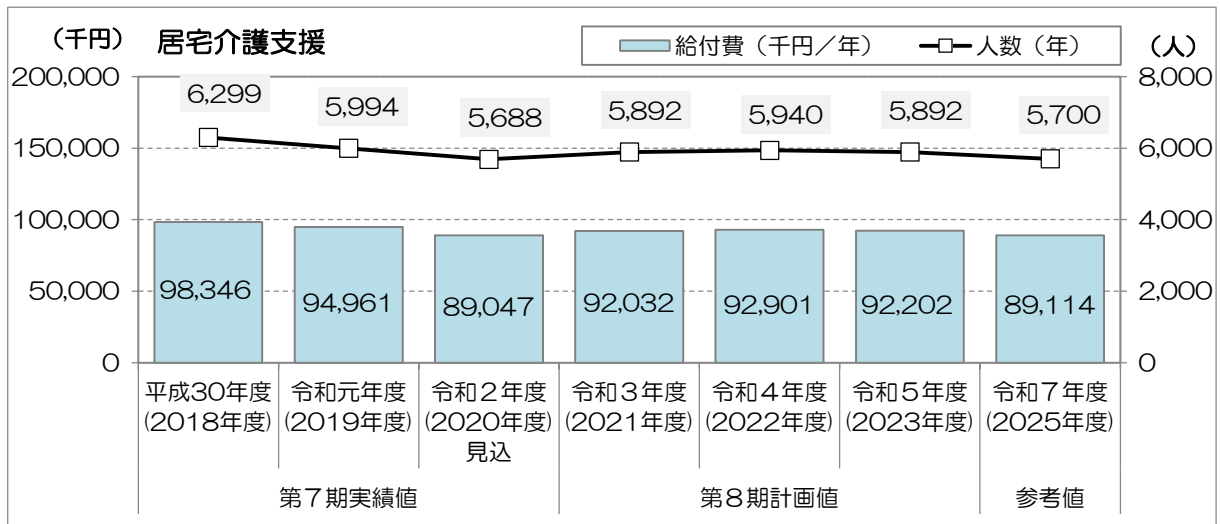 （千円） 居宅介護支援 給付費（千円／年） 人数（年） （人）
200,000 8,000
6,299 5,994 5,688 5,892 5,940 5,892 5,700
150,000 6,000
100,000 4,000
98,346 94,961 89,047 92,032 92,901 92,202 89,114
50,000 2,000
0 0
平成30年度 令和元年度 令和２年度 令和３年度 令和４年度 令和５年度 令和７年度
(2018年度) (2019年度) (2020年度) (2021年度) (2022年度) (2023年度) (2025年度)
見込
第７期実績値 第８期計画値 参考値